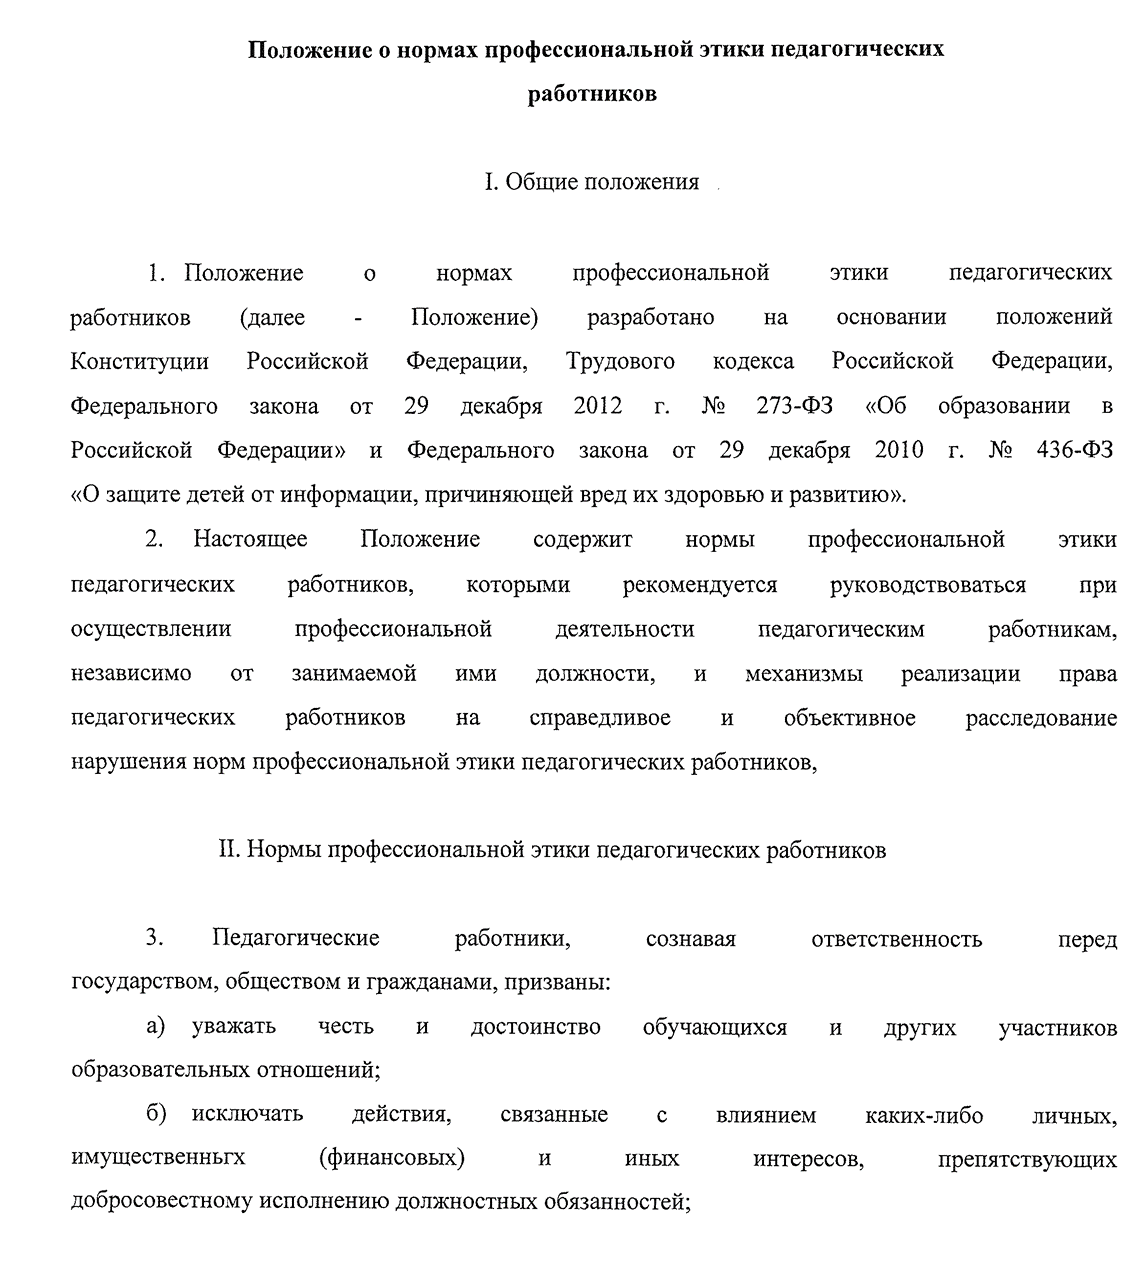 Положение о нормах профессиональной этики педагогических
работников
I. Общие положения
1. Положение о нормах профессиональной этики педагогических
работников (далее - Положение) разработано на основании положений
Конституции Российской Федерации, Трудового кодекса Российской Федерации,
Федерального закона от 29 декабря 2012 г. № 273-ФЗ «Об образовании в
Российской Федерации» и Федерального закона от 29 декабря 2010 г. № 436-ФЗ
«О защите детей от информации, причиняющей вред их здоровью и развитию».
2. Настоящее Положение содержит нормы профессиональной этики
педагогических работников, которыми рекомендуется руководствоваться при
осуществлении профессиональной деятельности педагогическим работникам,
независимо от занимаемой ими должности, и механизмы реализации права
педагогических работников на справедливое и объективное расследование
нарушения норм профессиональной этики педагогических работников,
II. Нормы профессиональной этики педагогических работников
3. Педагогические работники, сознавая ответственность перед
государством, обществом и гражданами, призваны:
а) уважать честь и достоинство обучающихся и других участников
образовательных отношений;
б) исключать действия, связанные с влиянием каких-либо личных,
имущественньгх (финансовых) и иных интересов, препятствующих
добросовестному исполнению должностных обязанностей;